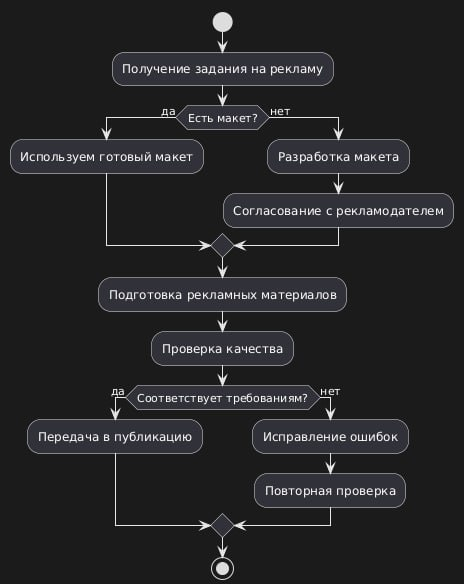 Получение задания на рекламу
да
Есть макет?
нет
Используем готовый макет
Разработка макета
Согласование с рекламодателем
Подготовка рекламных материалов
Проверка качества
да
Соответствует требованиям?
нет
Передача в публикацию
Исправление ошибок
Повторная проверка